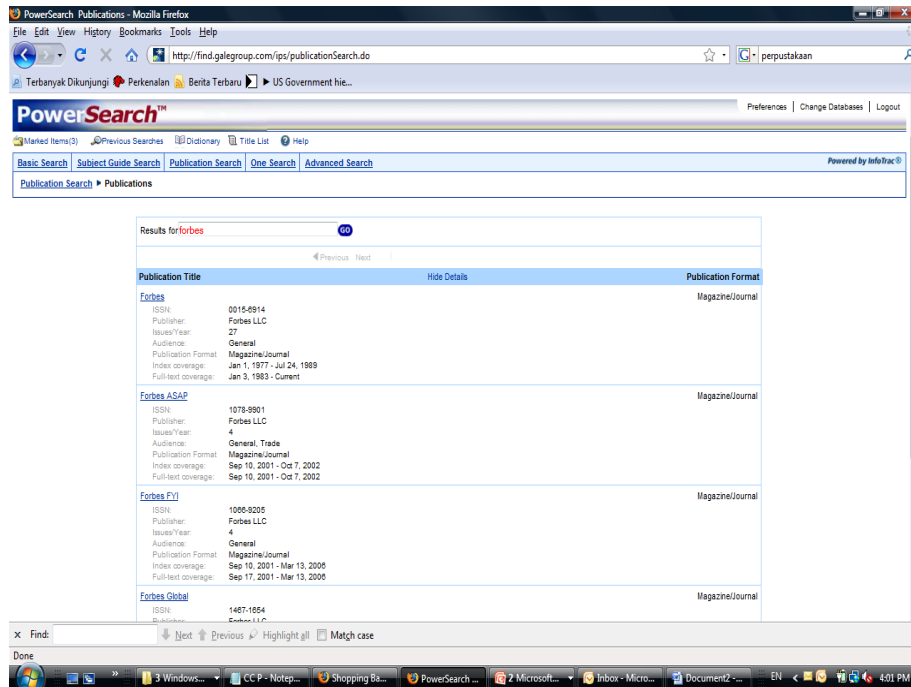 PowerSearch Publications - Mozilla Firefox
File Edit View History Bookmarks Tools Help
http://find.galegroup.com/ips/publicationSearch.do
G perpustakaan
Terbanyak Dikunjungi Perkenalan Berita Terbaru ▶ US Government hie...
PowerSearch™
Preferences | Change Databases | Logout
Marked Items(3) Previous Searches Dictionary Title List Help
Basic Search | Subject Guide Search | Publication Search | One Search | Advanced Search
Powered by InfoTrac®
Publication Search ▶ Publications
Results for forbes GO
Previous Next
Publication Title Hide Details Publication Format
Forbes Magazine/Journal
ISSN: 0015-6914
Publisher: Forbes LLC
Issues/Year: 27
Audience: General
Publication Format Magazine/Journal
Index coverage: Jan 1, 1977 - Jul 24, 1989
Full-text coverage: Jan 3, 1983 - Current
Forbes ASAP Magazine/Journal
ISSN: 1078-9901
Publisher: Forbes LLC
Issues/Year: 4
Audience: General, Trade
Publication Format Magazine/Journal
Index coverage: Sep 10, 2001 - Oct 7, 2002
Full-text coverage: Sep 10, 2001 - Oct 7, 2002
Forbes FYI Magazine/Journal
ISSN: 1066-9205
Publisher: Forbes LLC
Issues/Year: 4
Audience: General
Publication Format Magazine/Journal
Index coverage: Sep 10, 2001 - Mar 13, 2006
Full-text coverage: Sep 17, 2001 - Mar 13, 2006
Forbes Global Magazine/Journal
ISSN: 1467-1654
Publisher: Forbes LLC
x Find: Next Previous Highlight all Match case
Done
3 Windows... CC P - Notep... Shopping Ba... PowerSearch ... 2 Microsoft... Inbox - Micro... Document2 -... EN 4:01 PM